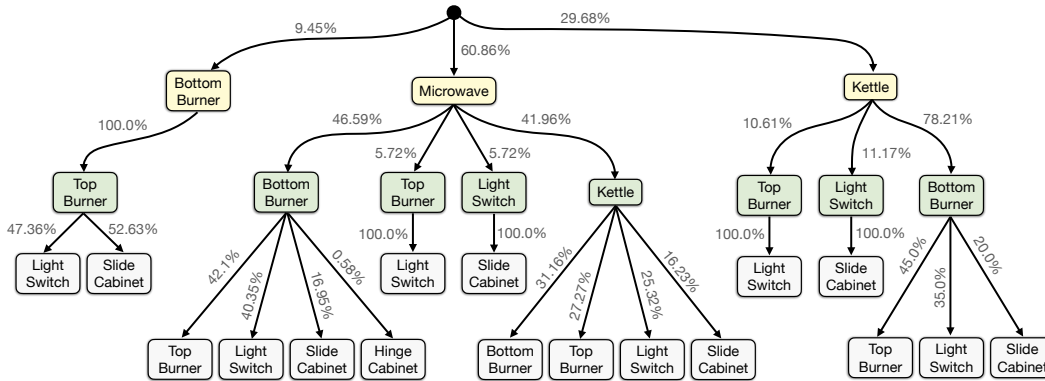 9.45%
29.68%
60.86%
Bottom
Burner
Microwave
Kettle
100.0%
46.59%
5.72%
5.72%
41.96%
10.61%
11.17%
78.21%
Top
Burner
Bottom
Burner
Top
Burner
Light
Switch
Kettle
Top
Burner
Light
Switch
Bottom
Burner
47.36%
52.63%
42.1%
40.35%
16.95%
0.58%
100.0%
100.0%
31.16%
27.27%
25.32%
16.23%
100.0%
100.0%
45.0%
35.0%
20.0%
Light
Switch
Slide
Cabinet
Light
Switch
Slide
Cabinet
Light
Switch
Slide
Cabinet
Top
Burner
Light
Switch
Slide
Cabinet
Hinge
Cabinet
Bottom
Burner
Top
Burner
Light
Switch
Slide
Cabinet
Top
Burner
Light
Switch
Slide
Cabinet